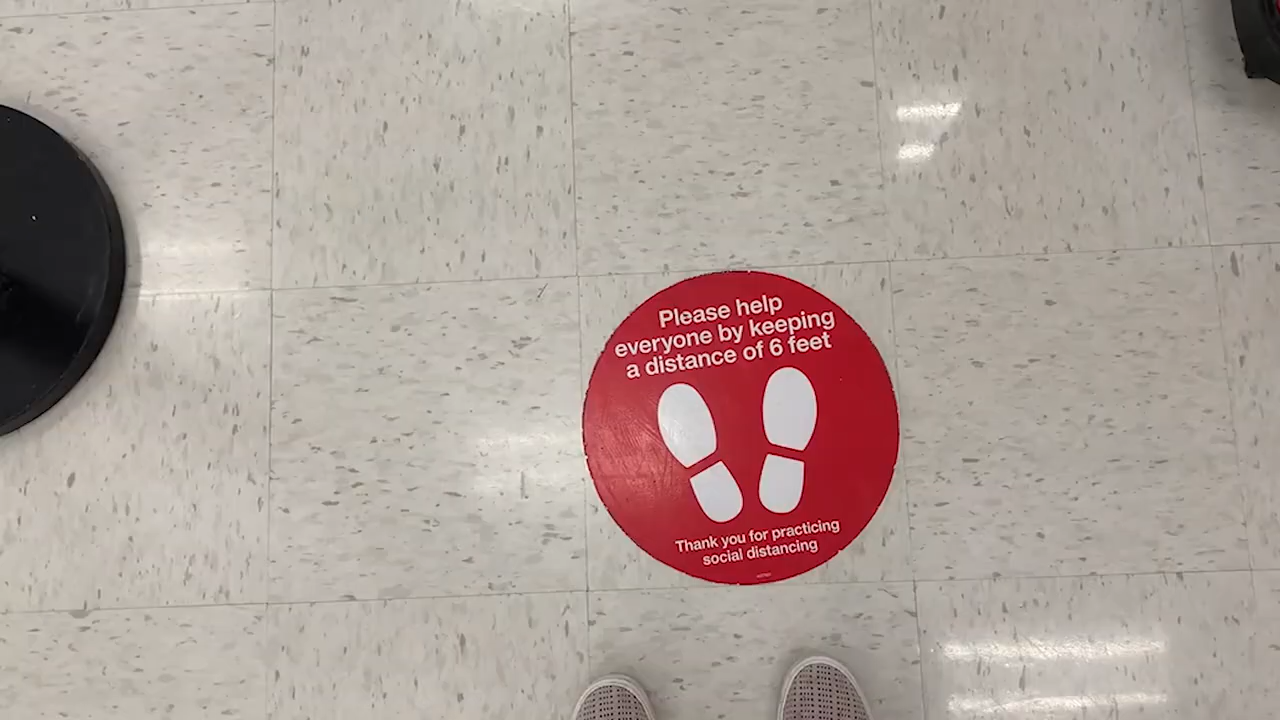 Please help
everyone by keeping
a distance of 6 feet
Thank you for practicing
social distancing